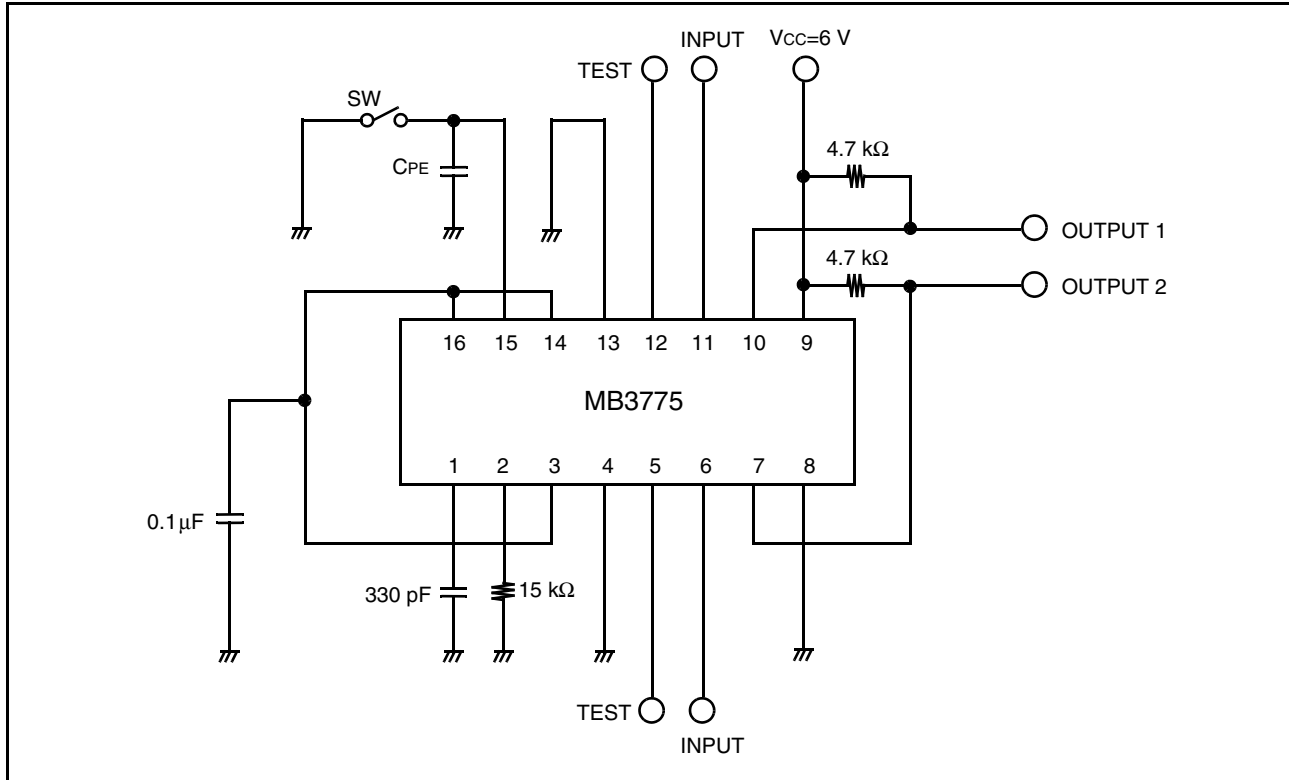 INPUT VCC=6 V
TEST
SW
4.7 kΩ
CPE
OUTPUT 1
4.7 kΩ
OUTPUT 2
16 15 14 13 12 11 10 9
MB3775
1 2 3 4 5 6 7 8
0.1µF
330 pF 15 kΩ
TEST
INPUT